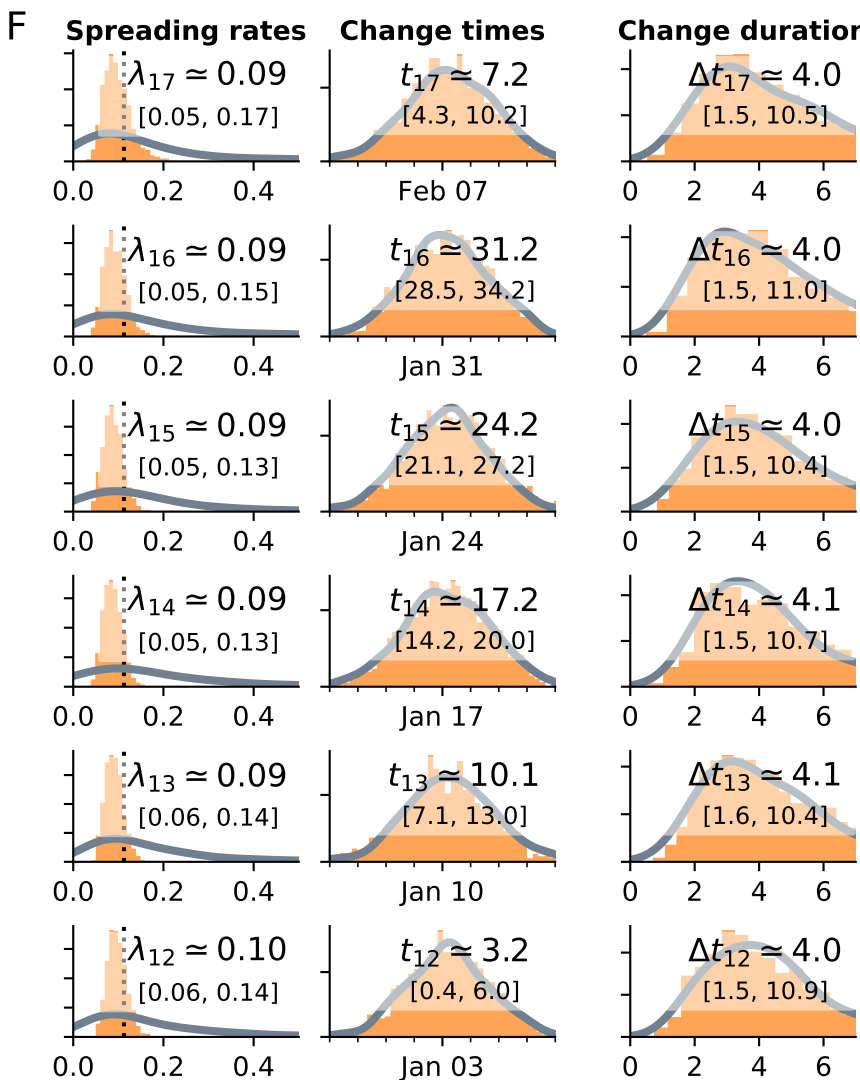 F
Spreading rates Change times Change duration
λ17 ≃ 0.09 t17 ≃ 7.2 Δt17 ≃ 4.0
[0.05, 0.17] [4.3, 10.2] [1.5, 10.5]
0.0 0.2 0.4 Feb 07 0 2 4 6
λ16 ≃ 0.09 t16 ≃ 31.2 Δt16 ≃ 4.0
[0.05, 0.15] [28.5, 34.2] [1.5, 11.0]
0.0 0.2 0.4 Jan 31 0 2 4 6
λ15 ≃ 0.09 t15 ≃ 24.2 Δt15 ≃ 4.0
[0.05, 0.13] [21.1, 27.2] [1.5, 10.4]
0.0 0.2 0.4 Jan 24 0 2 4 6
λ14 ≃ 0.09 t14 ≃ 17.2 Δt14 ≃ 4.1
[0.05, 0.13] [14.2, 20.0] [1.5, 10.7]
0.0 0.2 0.4 Jan 17 0 2 4 6
λ13 ≃ 0.09 t13 ≃ 10.1 Δt13 ≃ 4.1
[0.06, 0.14] [7.1, 13.0] [1.6, 10.4]
0.0 0.2 0.4 Jan 10 0 2 4 6
λ12 ≃ 0.10 t12 ≃ 3.2 Δt12 ≃ 4.0
[0.06, 0.14] [0.4, 6.0] [1.5, 10.9]
0.0 0.2 0.4 Jan 03 0 2 4 6